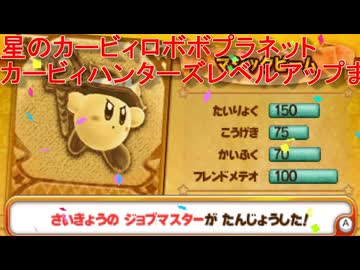 星のカービィロボボプラネット
カービィハンターズレベルアップま
たいりょく 150
こうげき 75
かいふく 70
フレンドメテオ 100
さいきょうの ジョブマスターが たんじょうした!
A